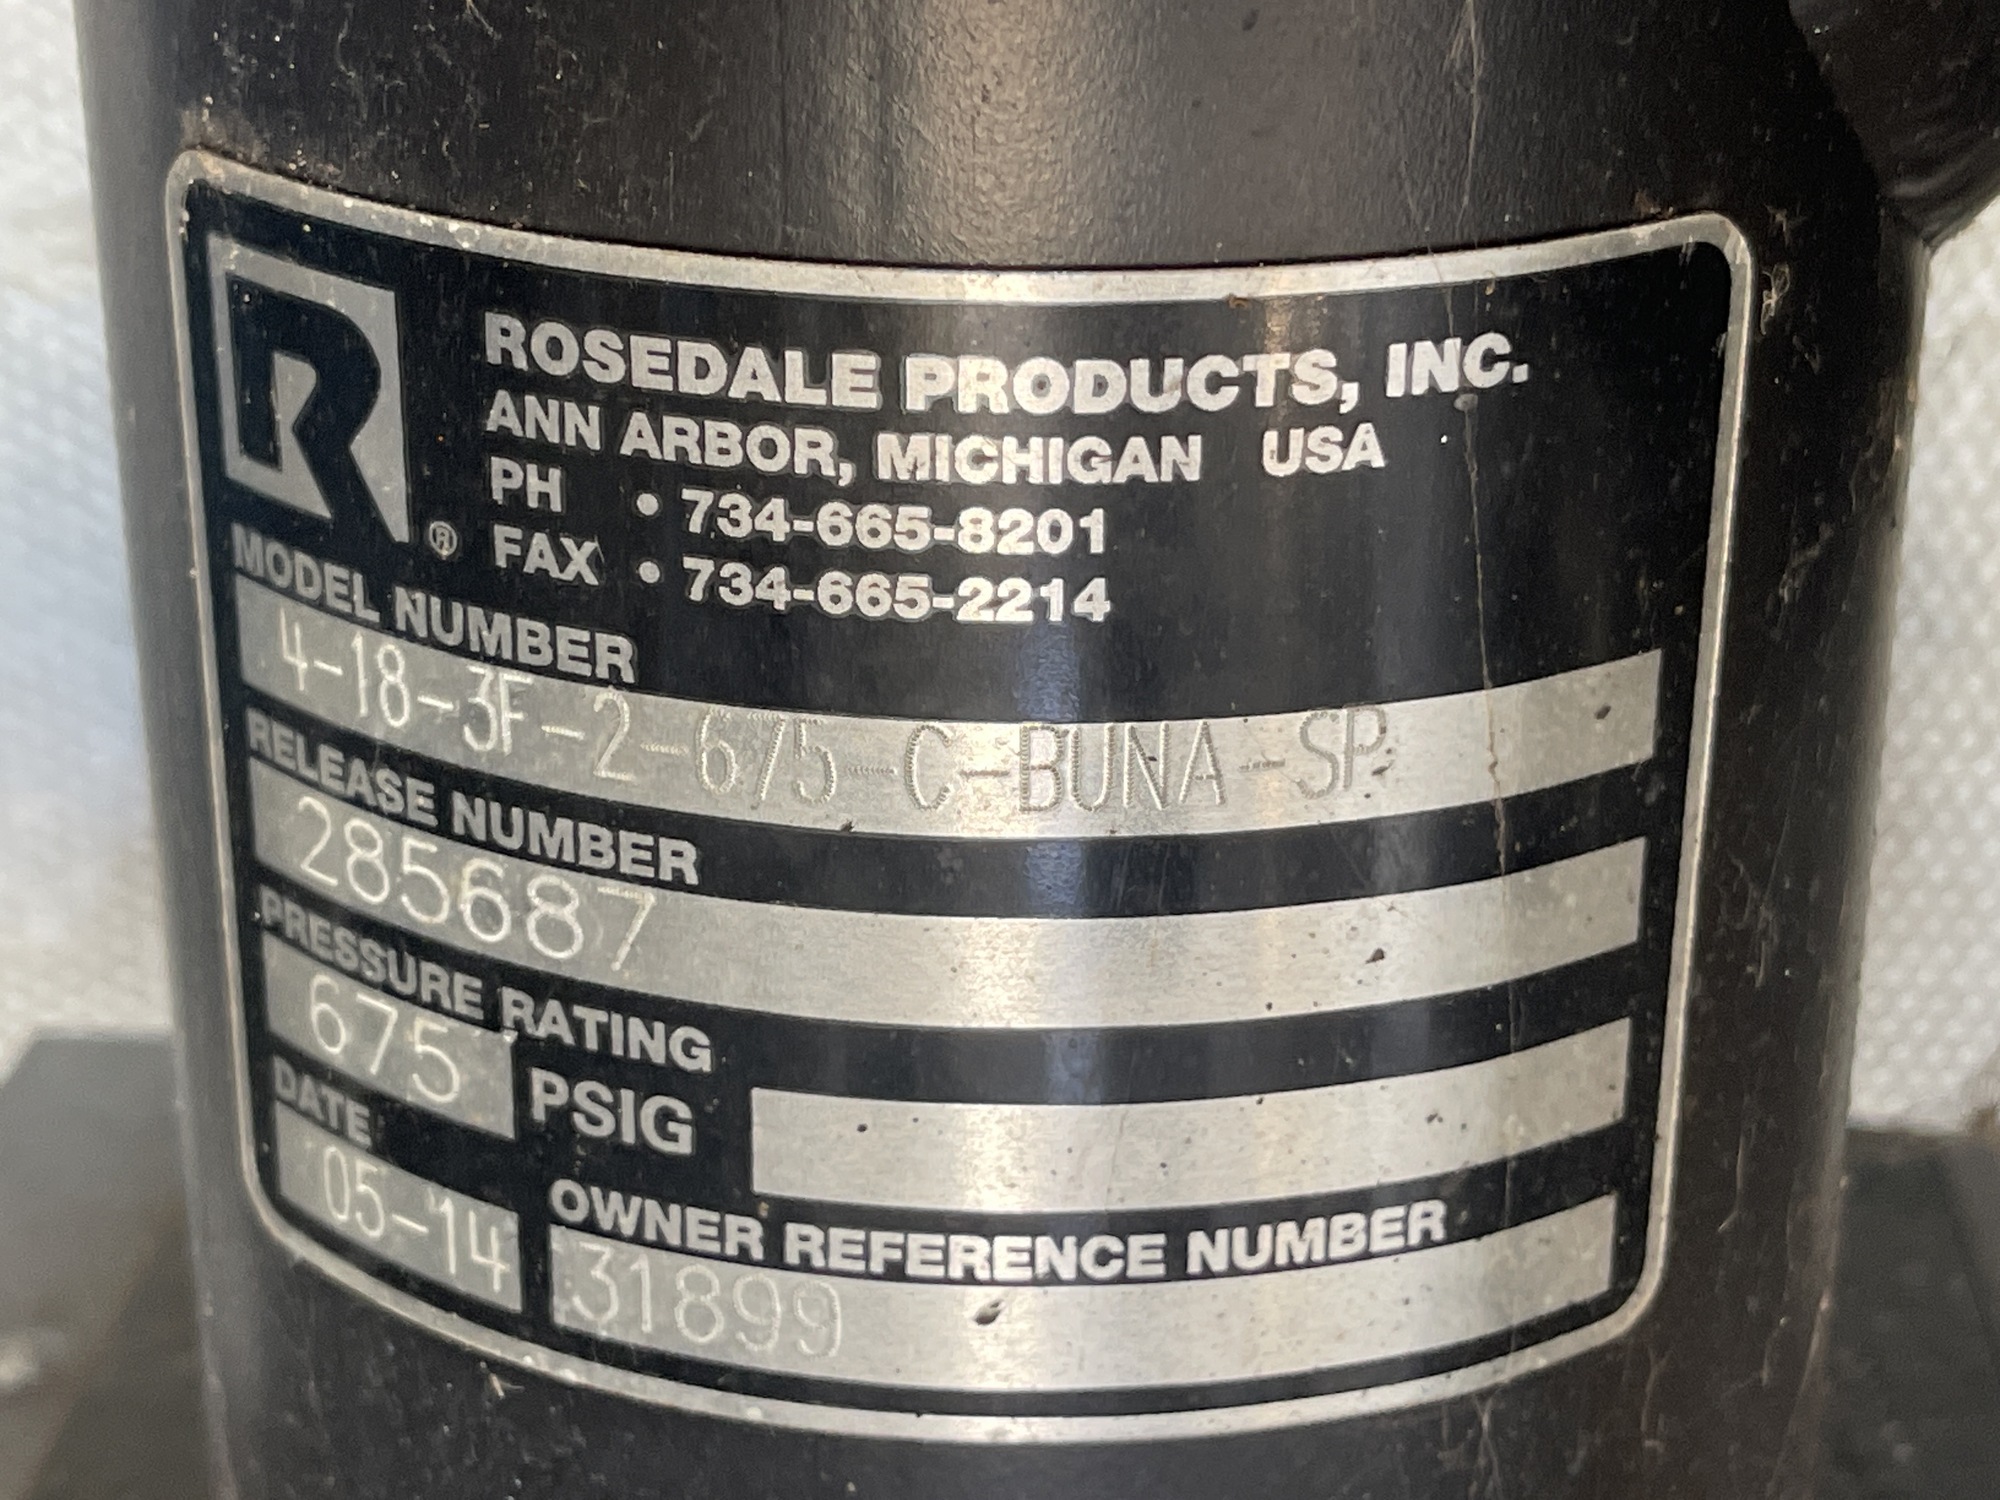 R ®
ROSEDALE PRODUCTS, INC.
ANN ARBOR, MICHIGAN USA
PH • 734-665-8201
FAX • 734-665-2214
MODEL NUMBER
4-18-3F-2-675-C-BUNA-SP
RELEASE NUMBER
285687
PRESSURE RATING
675 PSIG
DATE
05-14
OWNER REFERENCE NUMBER
31899